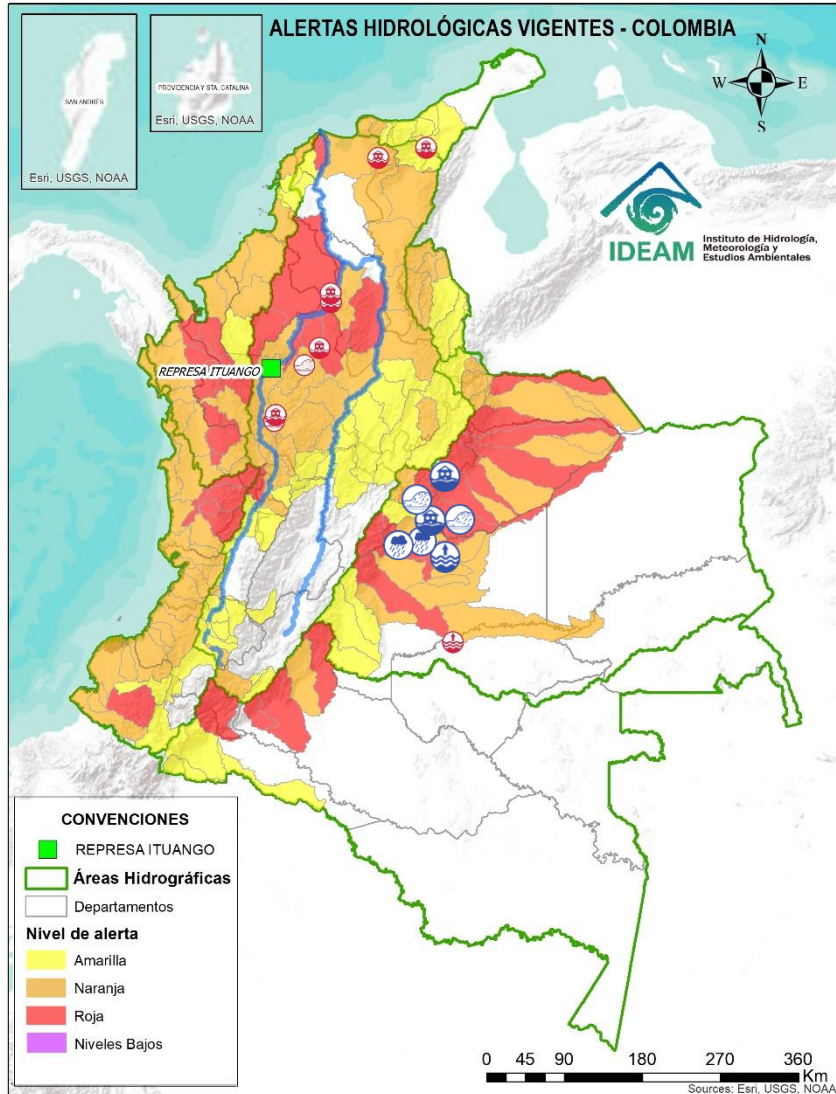 ALERTAS HIDROLÓGICAS VIGENTES - COLOMBIA
SAN ANDRÉS
Esri, USGS, NOAA
PROVIDENCIA Y STA. CATALINA
Esri, USGS, NOAA
N
W
E
S
IDEAM
Instituto de Hidrología,
Meteorología y
Estudios Ambientales
REPRESA ITUANGO
CONVENCIONES
REPRESA ITUANGO
Áreas Hidrográficas
Departamentos
Nivel de alerta
Amarilla
Naranja
Roja
Niveles Bajos
0 45 90 180 270 360
Km
Sources: Esri, USGS, NOAA